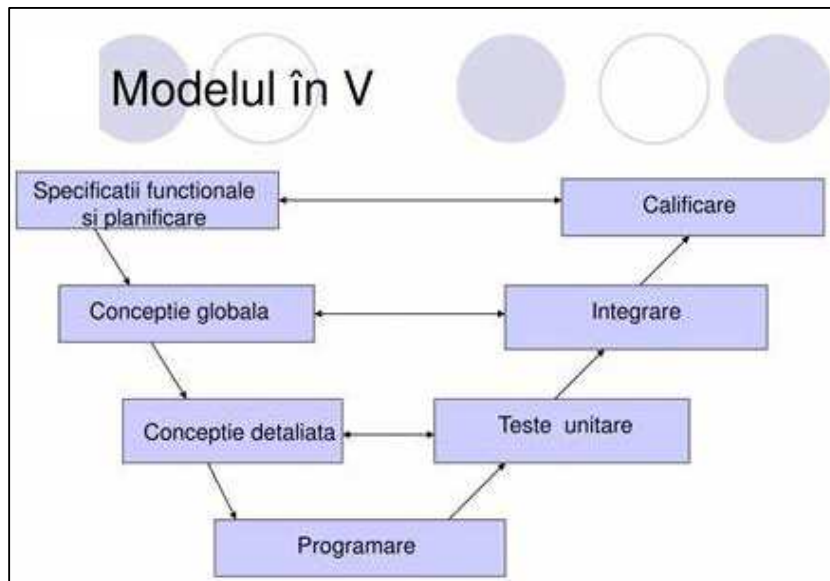 Modelul în V
Specificatii functionale
si planificare
Calificare
Conceptie globala
Integrare
Conceptie detaliata
Teste unitare
Programare